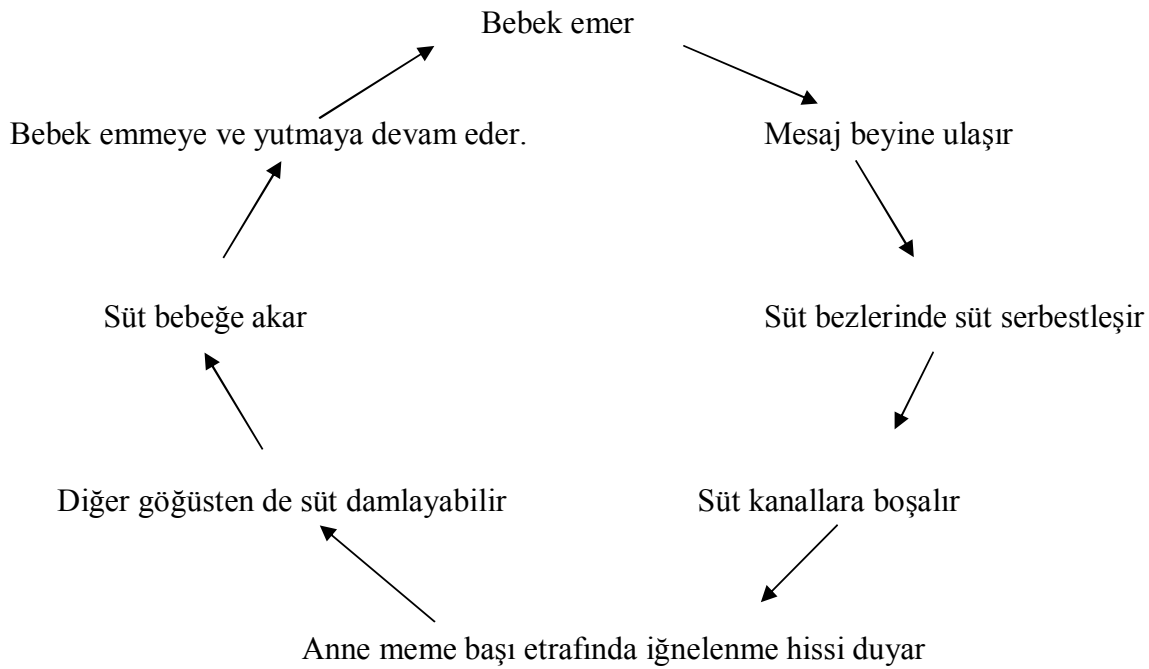 Bebek emer
Bebek emmeye ve yutmaya devam eder.
Mesaj beyine ulaşır
Süt bebeğe akar
Süt bezlerinde süt serbestleşir
Diğer göğüsten de süt damlayabilir
Süt kanallara boşalır
Anne meme başı etrafında iğnelenme hissi duyar